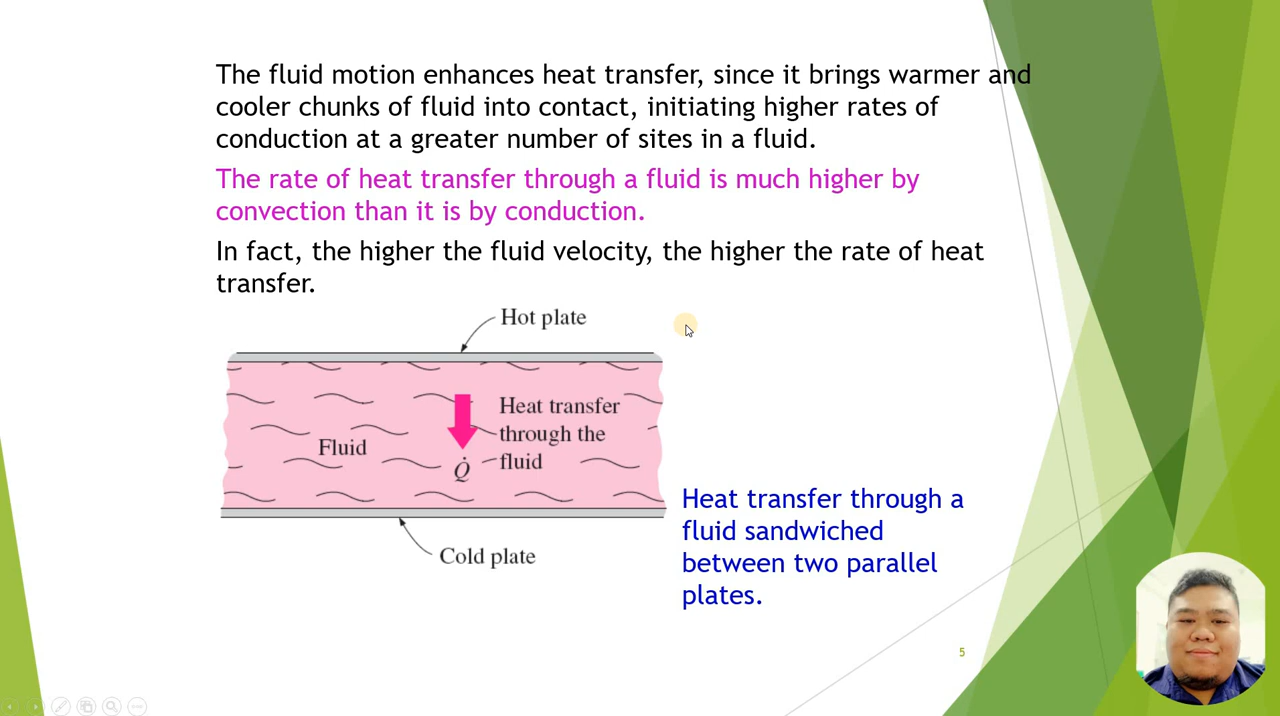 The fluid motion enhances heat transfer, since it brings warmer and
cooler chunks of fluid into contact, initiating higher rates of
conduction at a greater number of sites in a fluid.
The rate of heat transfer through a fluid is much higher by
convection than it is by conduction.
In fact, the higher the fluid velocity, the higher the rate of heat
transfer.
Hot plate
Heat transfer
through the
fluid
Fluid
Q̇
Cold plate
Heat transfer through a
fluid sandwiched
between two parallel
plates.
5